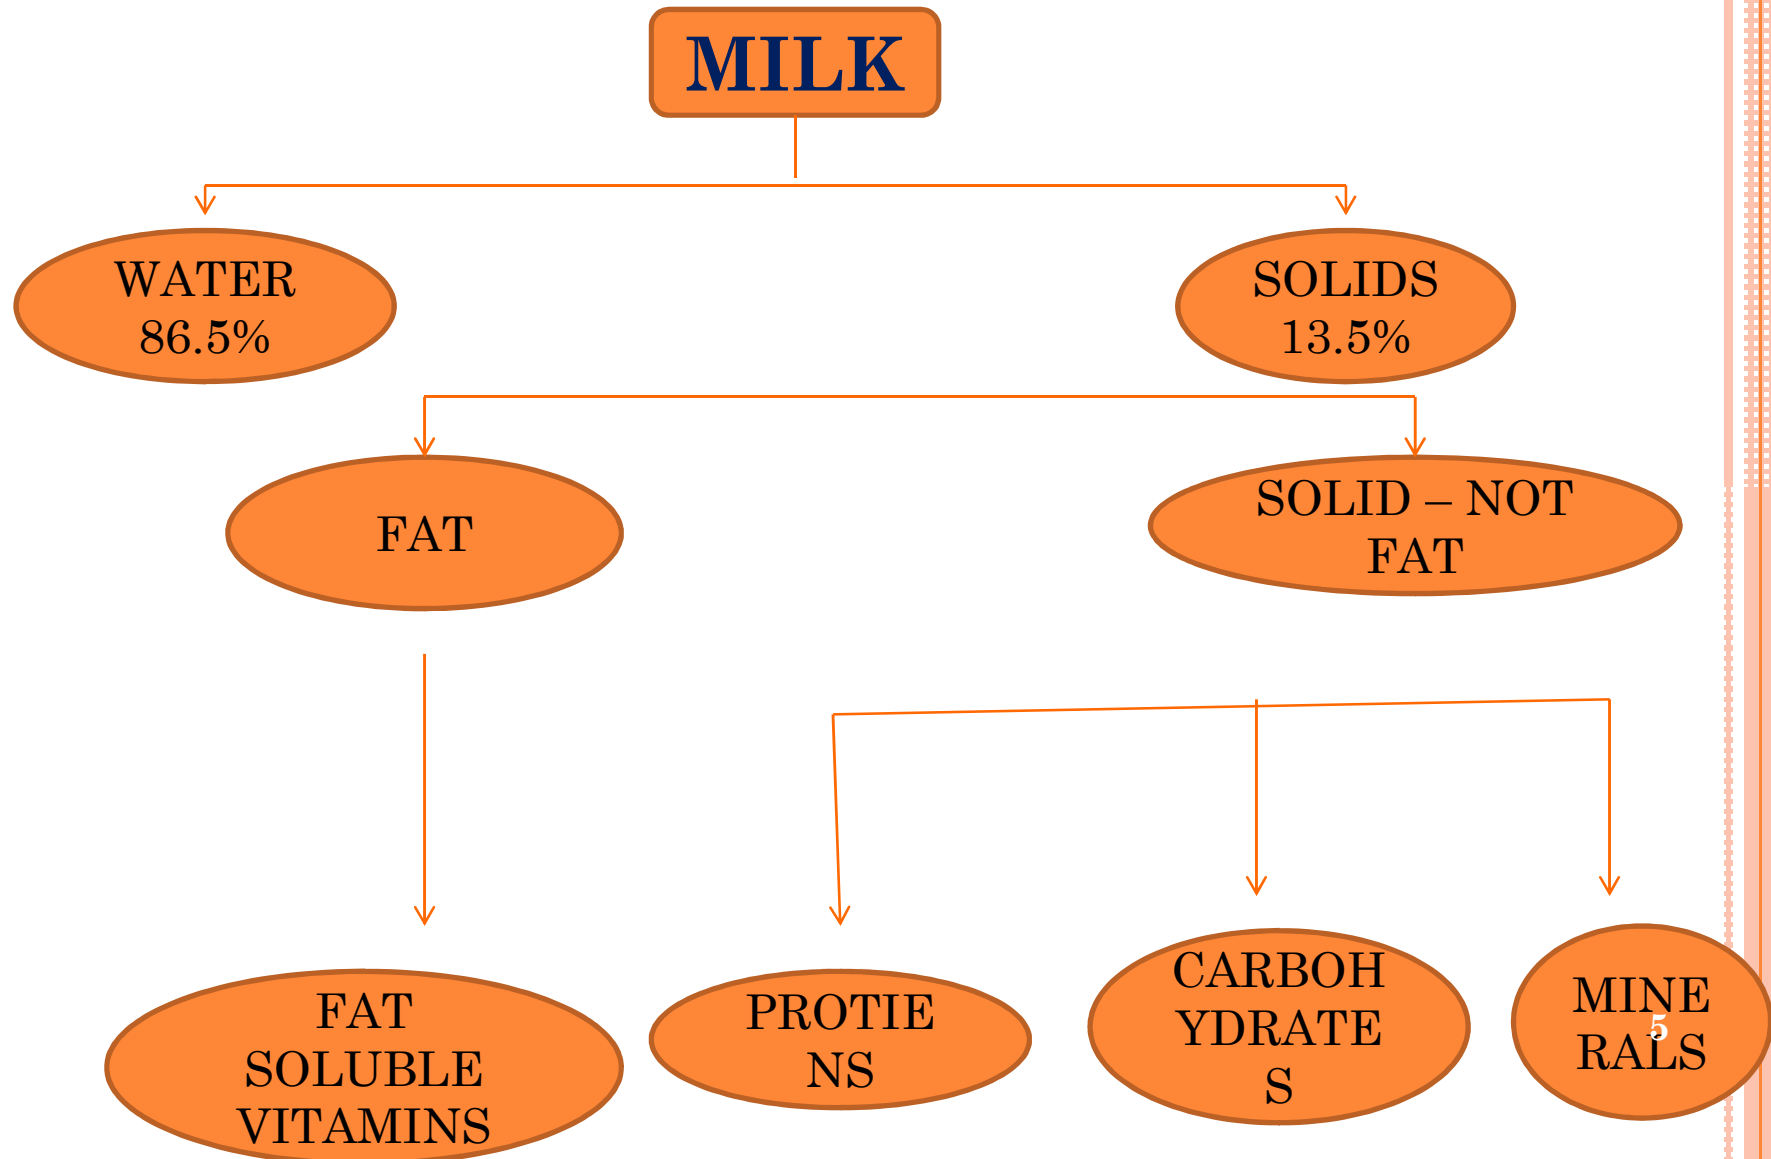 MILK
WATER
86.5%
SOLIDS
13.5%
FAT
SOLID – NOT
FAT
FAT
SOLUBLE
VITAMINS
PROTIE
NS
CARBOH
YDRATE
S
MINE
RALS
5